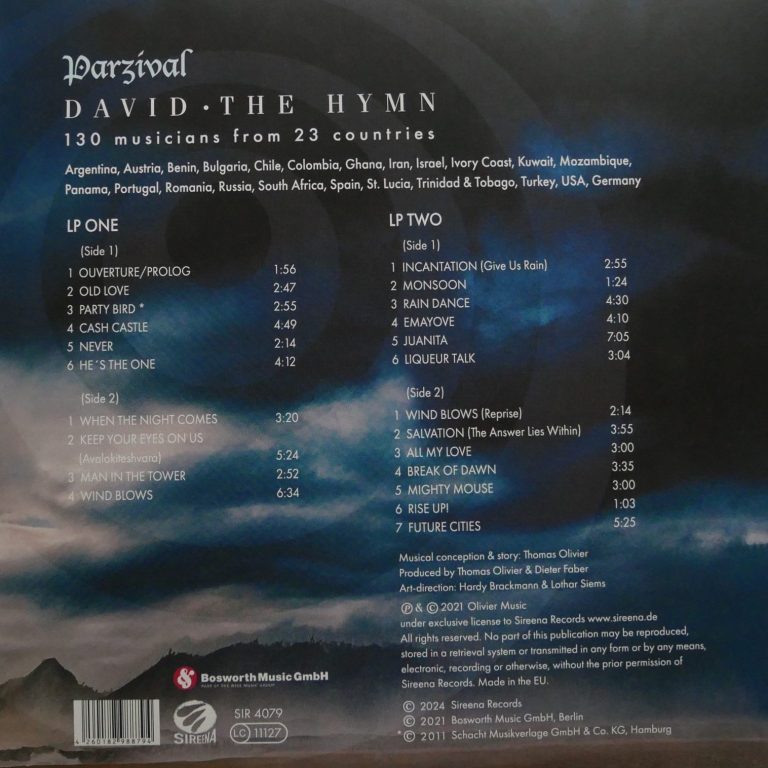 Parzival
DAVID · THE HYMN
130 musicians from 23 countries
Argentina, Austria, Benin, Bulgaria, Chile, Colombia, Ghana, Iran, Israel, Ivory Coast, Kuwait, Mozambique,
Panama, Portugal, Romania, Russia, South Africa, Spain, St. Lucia, Trinidad & Tobago, Turkey, USA, Germany
LP ONE
(Side 1)
1 OUVERTURE/PROLOG 1:56
2 OLD LOVE 2:47
3 PARTY BIRD * 2:55
4 CASH CASTLE 4:49
5 NEVER 2:14
6 HE´S THE ONE 4:12
(Side 2)
1 WHEN THE NIGHT COMES 3:20
2 KEEP YOUR EYES ON US
(Avalokiteshvara) 5:24
3 MAN IN THE TOWER 2:52
4 WIND BLOWS 6:34
LP TWO
(Side 1)
1 INCANTATION (Give Us Rain) 2:55
2 MONSOON 1:24
3 RAIN DANCE 4:30
4 EMAYOVE 4:10
5 JUANITA 7:05
6 LIQUEUR TALK 3:04
(Side 2)
1 WIND BLOWS (Reprise) 2:14
2 SALVATION (The Answer Lies Within) 3:55
3 ALL MY LOVE 3:00
4 BREAK OF DAWN 3:35
5 MIGHTY MOUSE 3:00
6 RISE UP! 1:03
7 FUTURE CITIES 5:25
Musical conception & story: Thomas Olivier
Produced by Thomas Olivier & Dieter Faber
Art-direction: Hardy Brackmann & Lothar Siems
℗ & © 2021 Olivier Music
under exclusive license to Sireena Records www.sireena.de
All rights reserved. No part of this publication may be reproduced,
stored in a retrieval system or transmitted in any form or by any means,
electronic, recording or otherwise, without the prior permission of
Sireena Records. Made in the EU.
© 2024 Sireena Records
© 2021 Bosworth Music GmbH, Berlin
* © 2011 Schacht Musikverlage GmbH & Co. KG, Hamburg
Bosworth Music GmbH
PART OF THE WISE MUSIC GROUP
4 260182 988794
SIREENA
SIR 4079
LC 11127